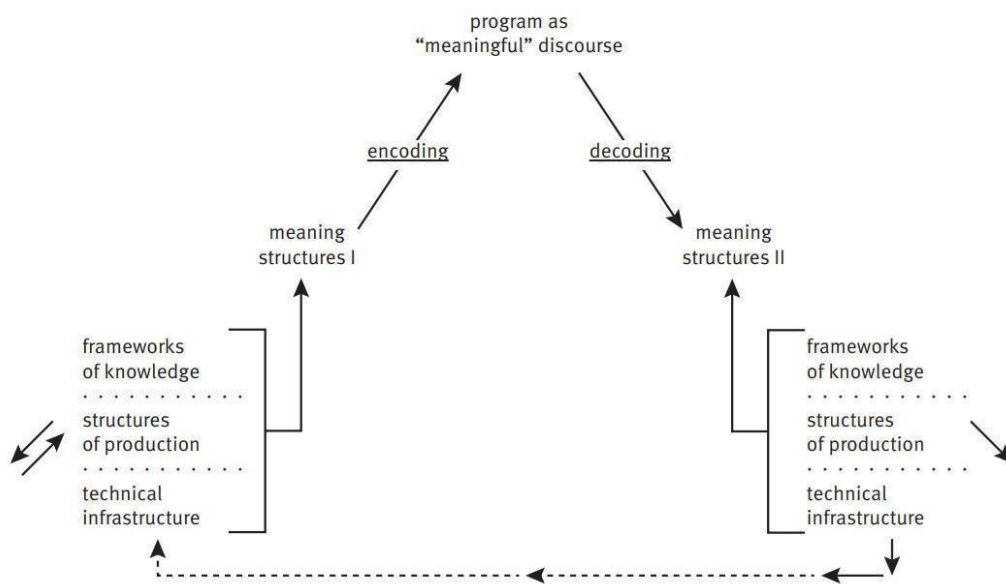 program as
“meaningful” discourse
encoding
decoding
meaning
structures I
meaning
structures II
frameworks
of knowledge
structures
of production
technical
infrastructure
frameworks
of knowledge
structures
of production
technical
infrastructure